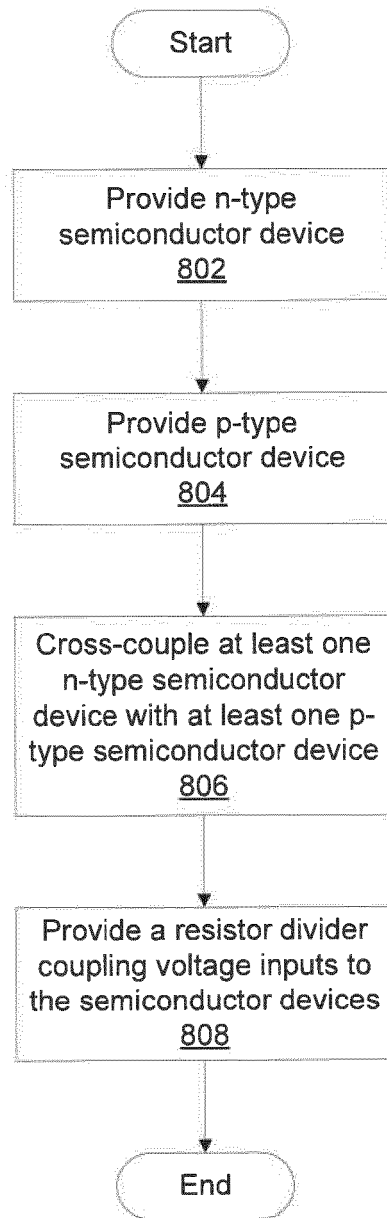 Start
Provide n-type
semiconductor device
802
Provide p-type
semiconductor device
804
Cross-couple at least one
n-type semiconductor
device with at least one p-
type semiconductor device
806
Provide a resistor divider
coupling voltage inputs to
the semiconductor devices
808
End